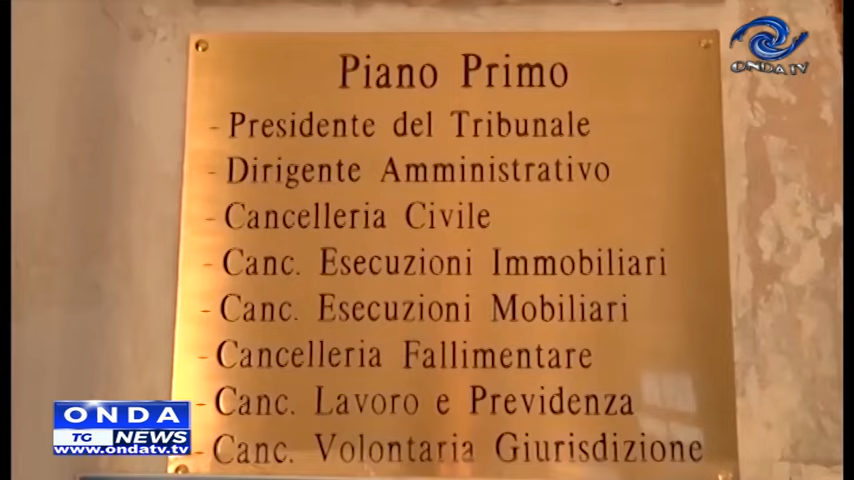 Piano Primo
- Presidente del Tribunale
- Dirigente Amministrativo
- Cancelleria Civile
- Canc. Esecuzioni Immobiliari
- Canc. Esecuzioni Mobiliari
- Cancelleria Fallimentare
- Canc. Lavoro e Previdenza
- Canc. Volontaria Giurisdizione
ONDA TV
ONDA
TG NEWS
www.ondatv.tv